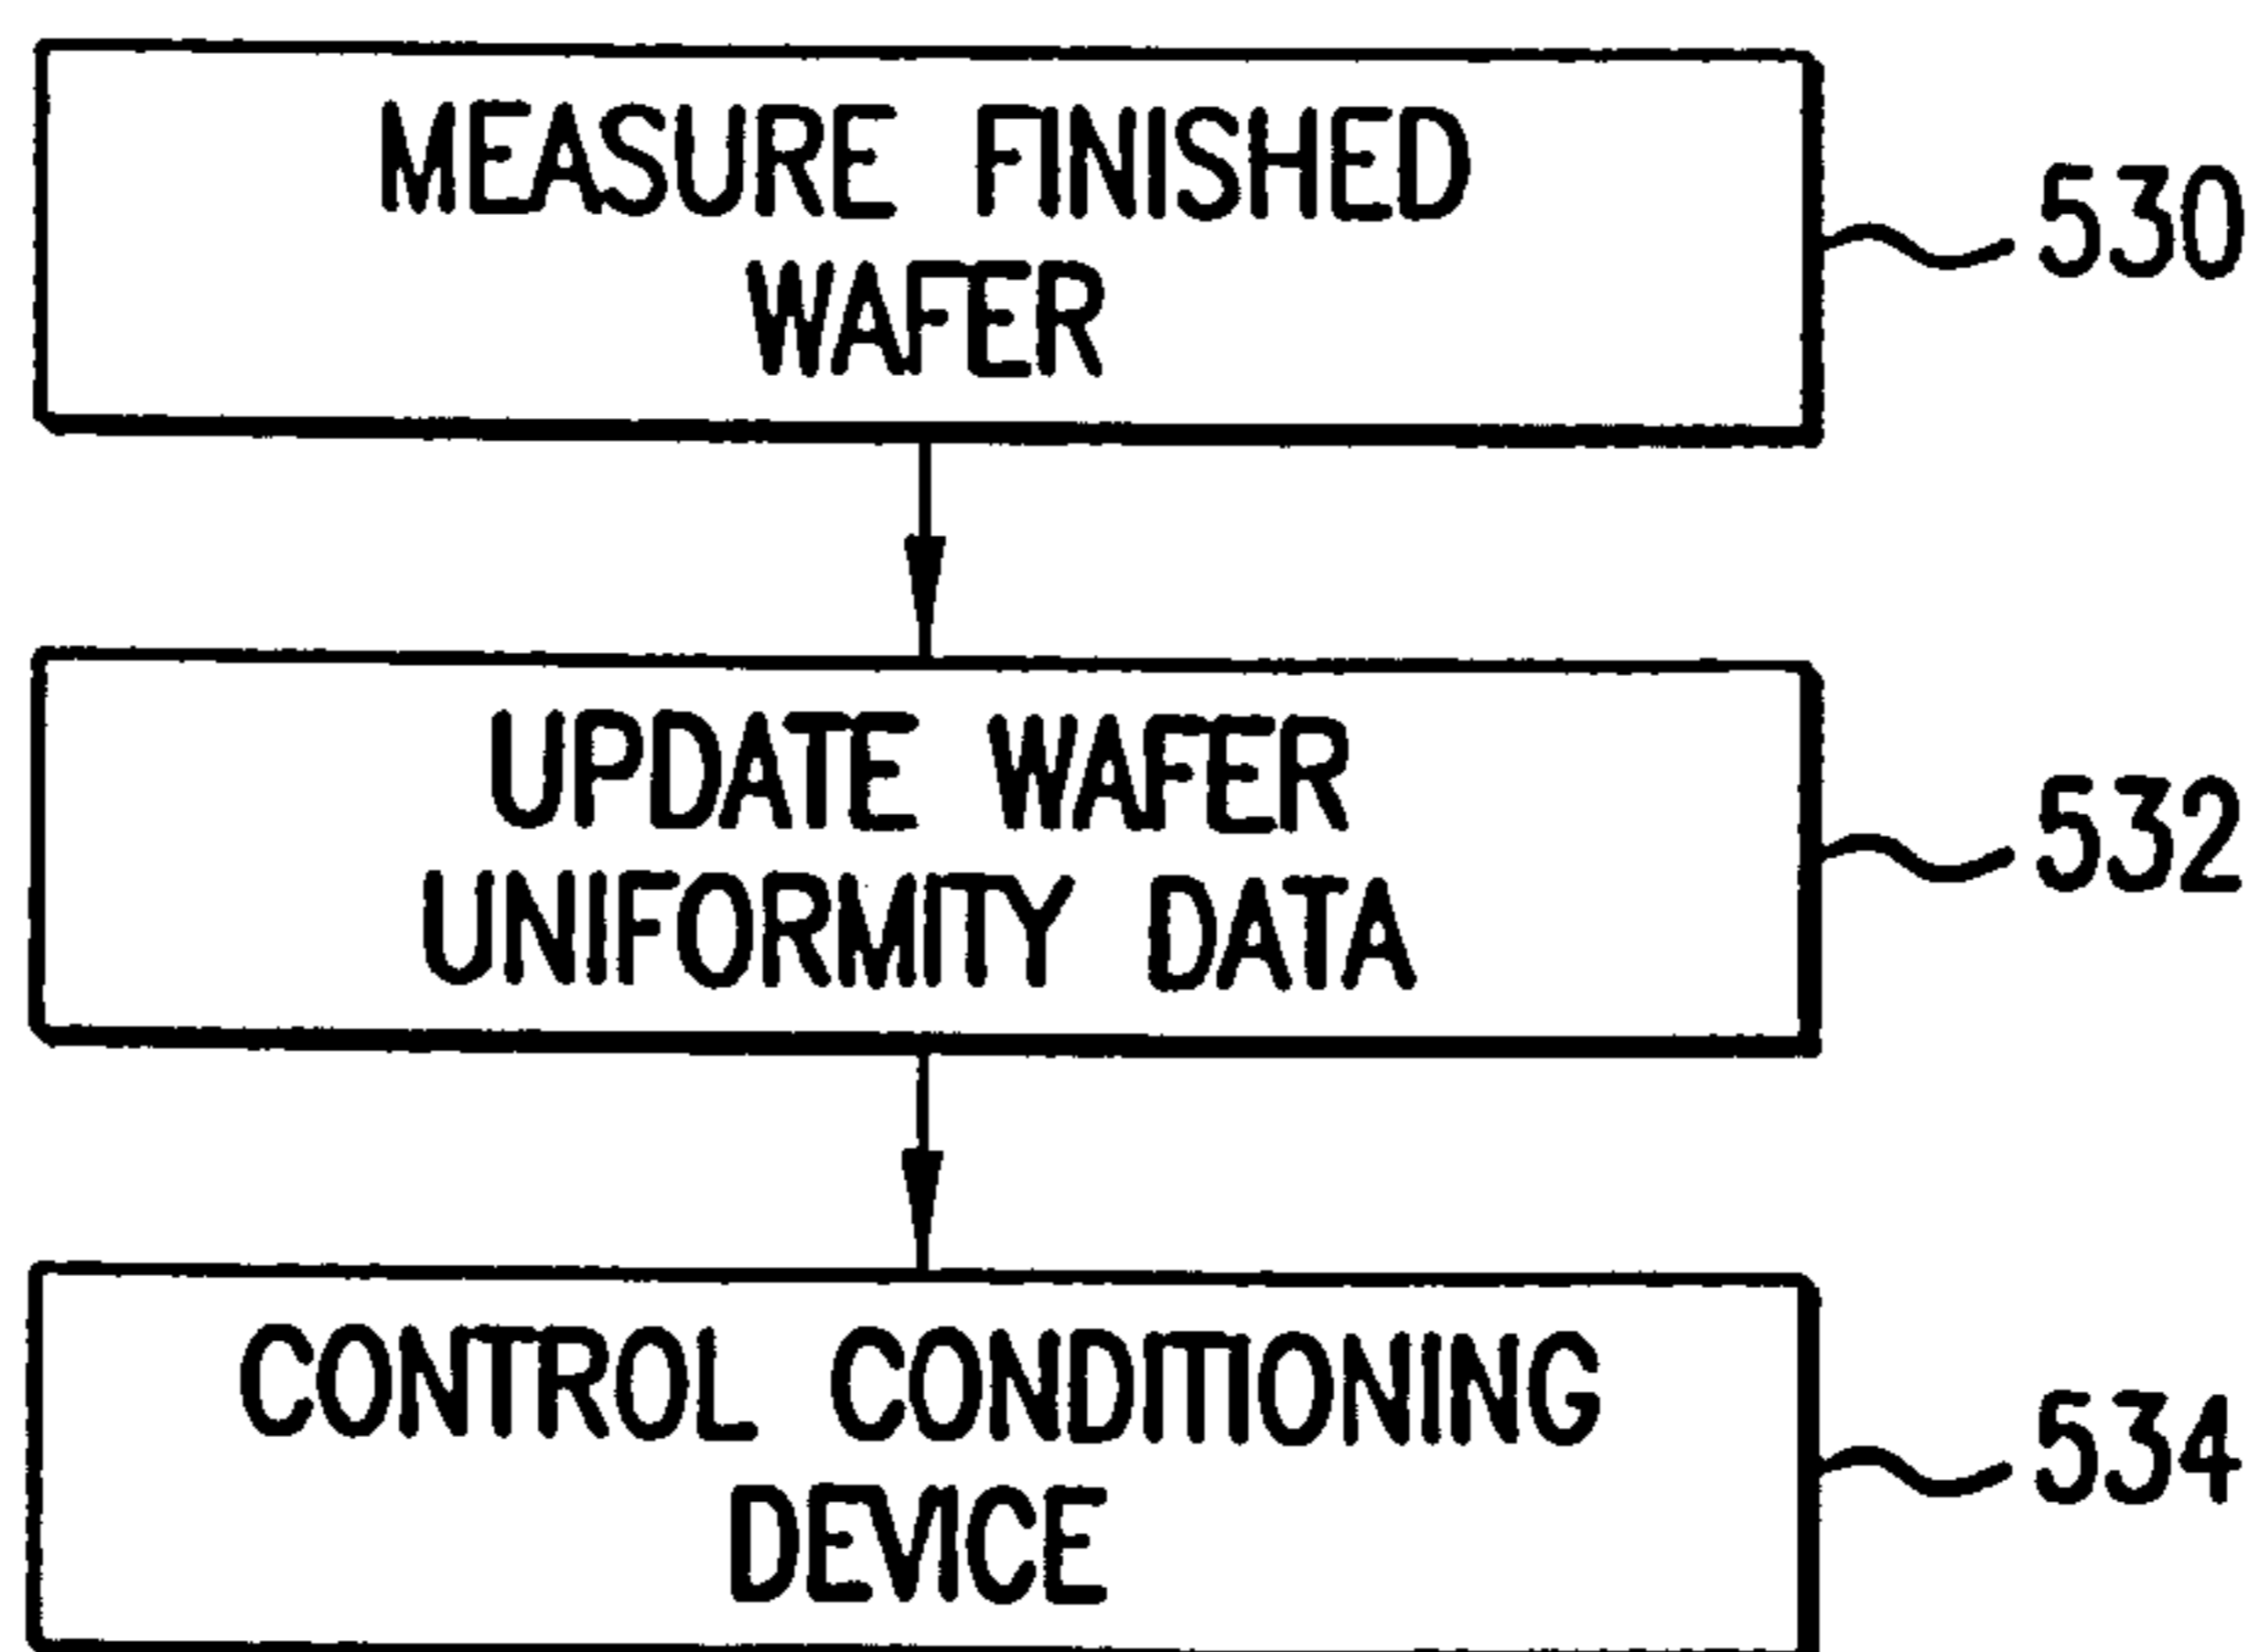 MEASURE FINISHED
WAFER
530
UPDATE WAFER
UNIFORMITY DATA
532
CONTROL CONDITIONING
DEVICE
534